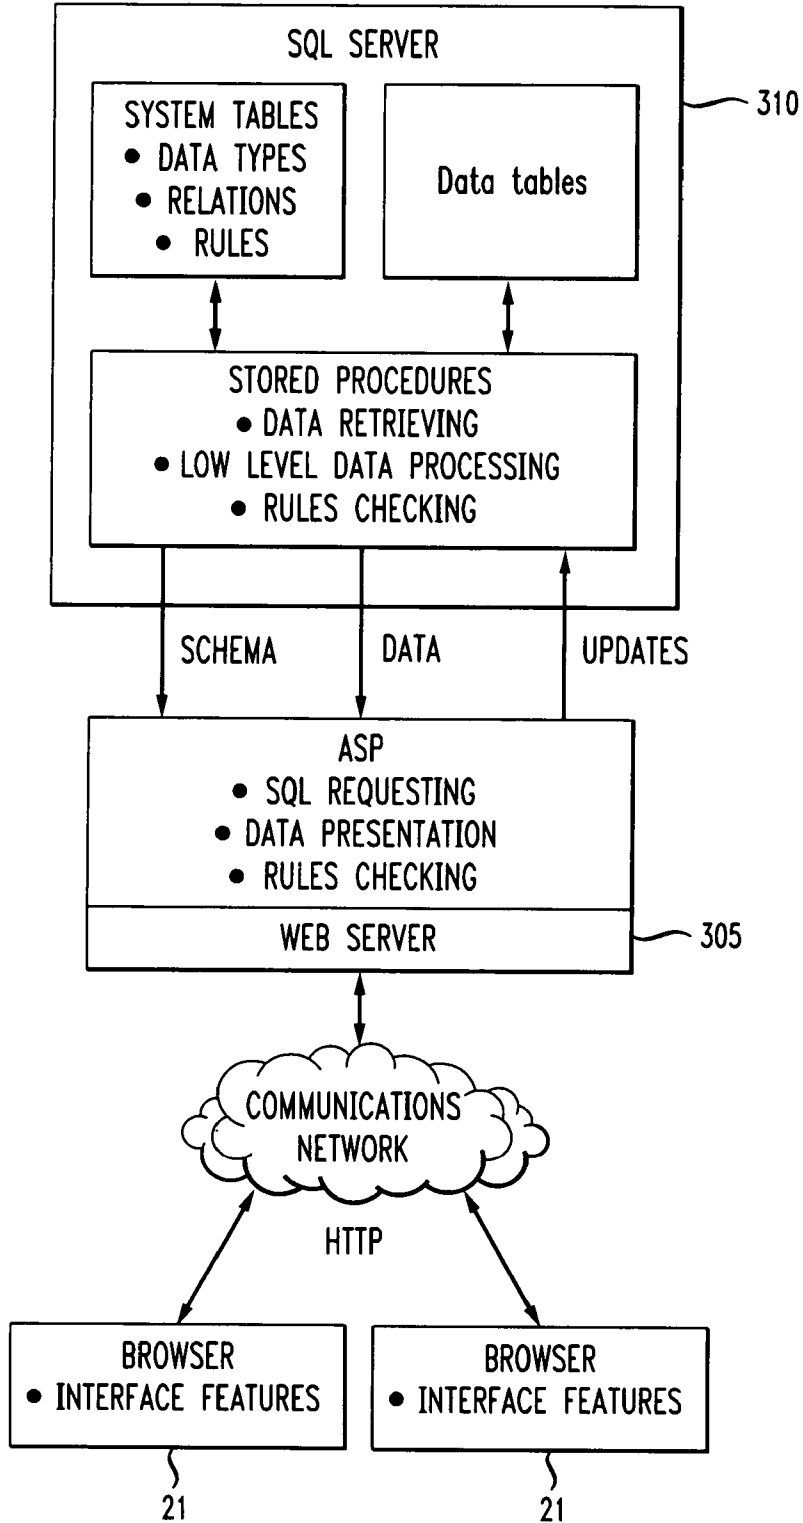 SQL SERVER
310
SYSTEM TABLES
• DATA TYPES
• RELATIONS
• RULES
Data tables
STORED PROCEDURES
• DATA RETRIEVING
• LOW LEVEL DATA PROCESSING
• RULES CHECKING
SCHEMA
DATA
UPDATES
ASP
• SQL REQUESTING
• DATA PRESENTATION
• RULES CHECKING
WEB SERVER
305
COMMUNICATIONS
NETWORK
HTTP
BROWSER
• INTERFACE FEATURES
21
BROWSER
• INTERFACE FEATURES
21